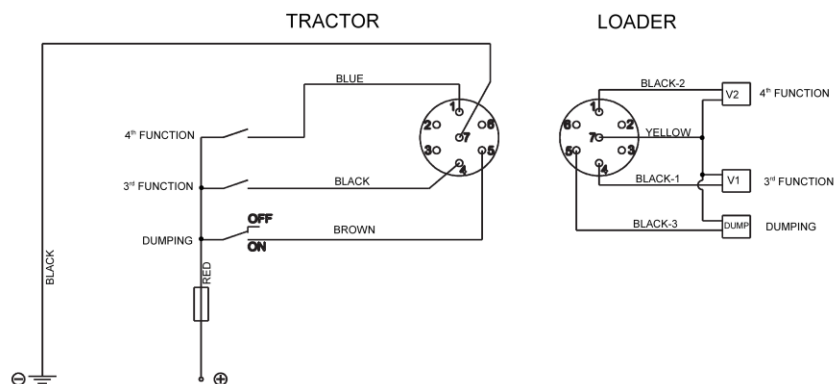 TRACTOR
LOADER
BLUE
BLACK-2
V2
4th FUNCTION
1
2
6
7
3
5
4
1
6
2
7
5
3
4
YELLOW
4th FUNCTION
3rd FUNCTION
BLACK
BLACK-1
V1
3rd FUNCTION
OFF
DUMPING
ON
BROWN
BLACK-3
DUMP
DUMPING
BLACK
RED